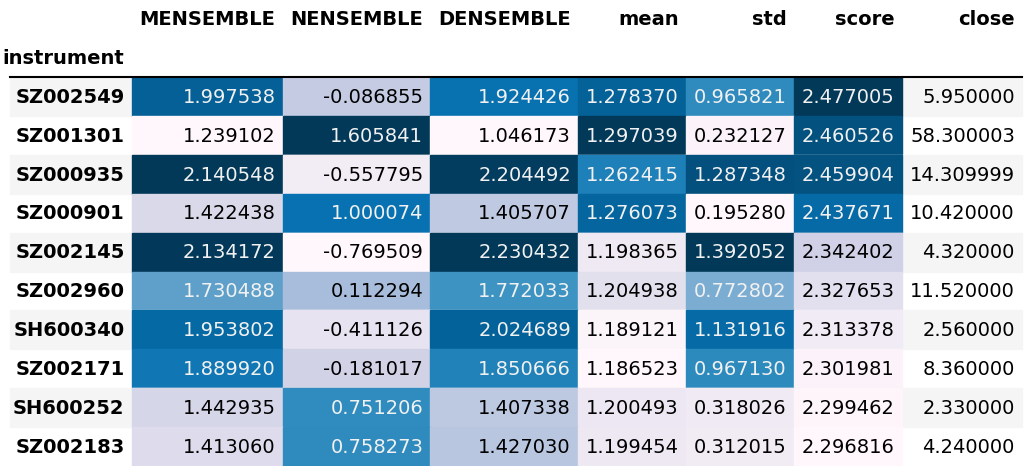 MENSEMBLE NENSEMBLE DENSEMBLE mean std score close
instrument
SZ002549 1.997538 -0.086855 1.924426 1.278370 0.965821 2.477005 5.950000
SZ001301 1.239102 1.605841 1.046173 1.297039 0.232127 2.460526 58.300003
SZ000935 2.140548 -0.557795 2.204492 1.262415 1.287348 2.459904 14.309999
SZ000901 1.422438 1.000074 1.405707 1.276073 0.195280 2.437671 10.420000
SZ002145 2.134172 -0.769509 2.230432 1.198365 1.392052 2.342402 4.320000
SZ002960 1.730488 0.112294 1.772033 1.204938 0.772802 2.327653 11.520000
SH600340 1.953802 -0.411126 2.024689 1.189121 1.131916 2.313378 2.560000
SZ002171 1.889920 -0.181017 1.850666 1.186523 0.967130 2.301981 8.360000
SH600252 1.442935 0.751206 1.407338 1.200493 0.318026 2.299462 2.330000
SZ002183 1.413060 0.758273 1.427030 1.199454 0.312015 2.296816 4.240000